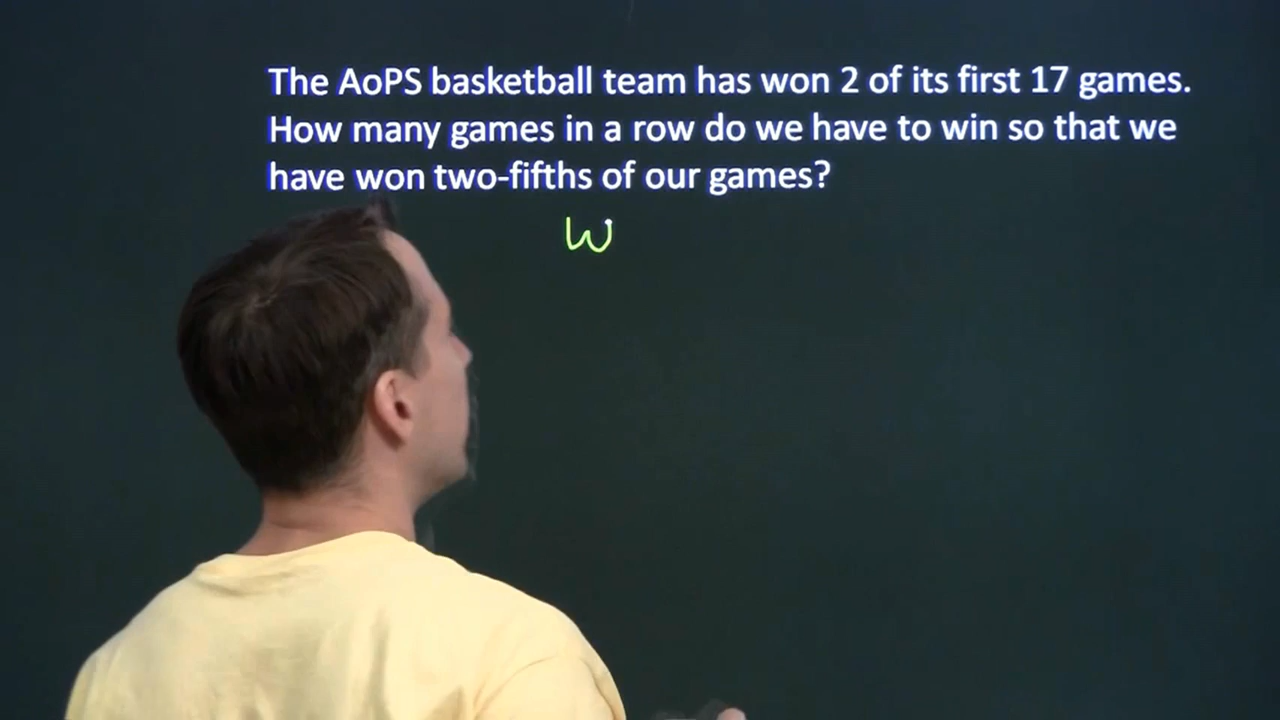 The AoPS basketball team has won 2 of its first 17 games.
How many games in a row do we have to win so that we
have won two-fifths of our games?
w